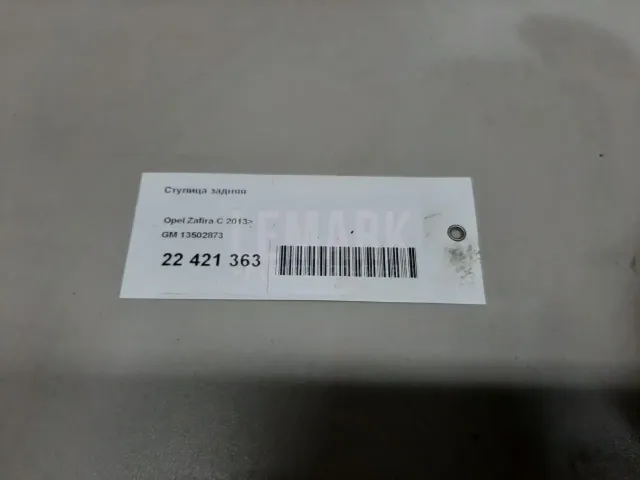 Ступица задняя
Opel Zafira C 2013>
GM 13502873
22 421 363